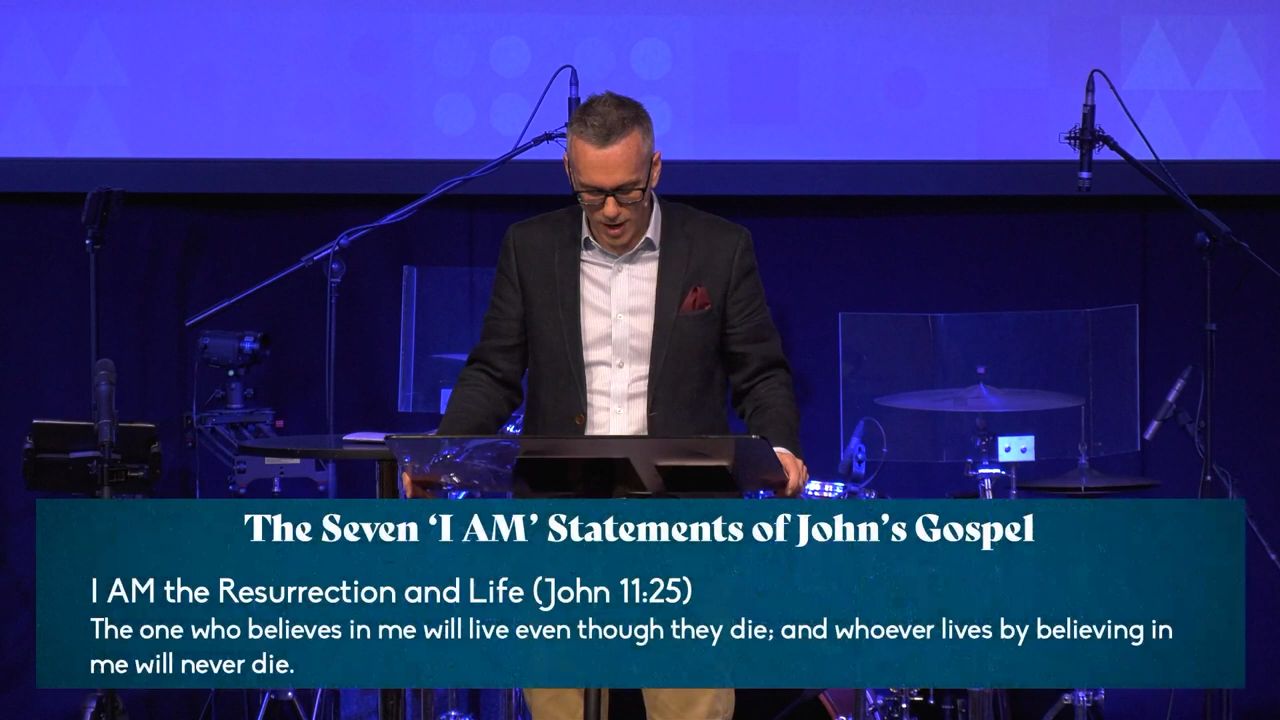 The Seven ‘I AM’ Statements of John’s Gospel
I AM the Resurrection and Life (John 11:25)
The one who believes in me will live even though they die; and whoever lives by believing in
me will never die.